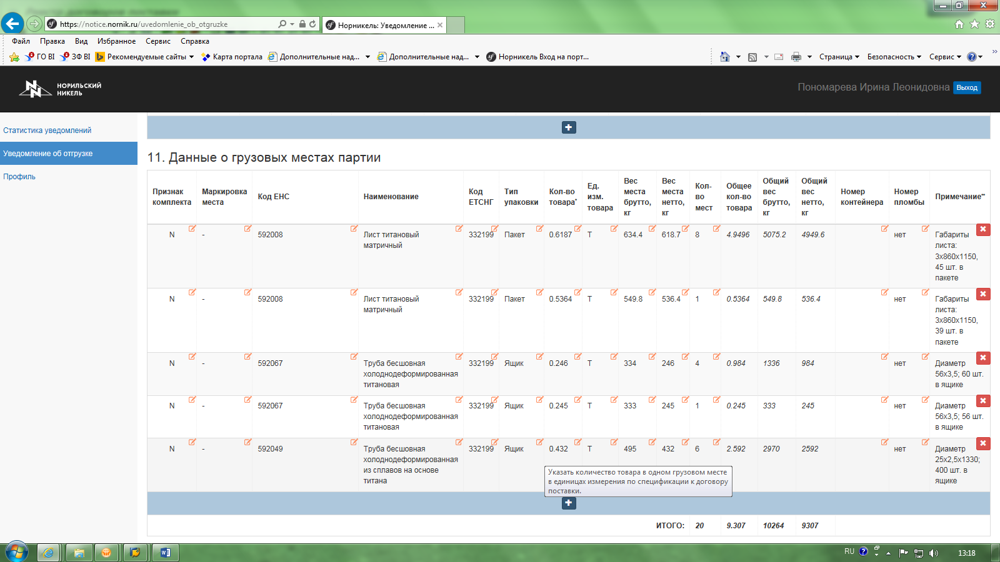 https://notice.nornik.ru/uvedomlenie_ob_otgruzke
Норникель: Уведомление ...
Файл Правка Вид Избранное Сервис Справка
ГО BI ЗФ BI Рекомендуемые сайты Карта портала Дополнительные над... Дополнительные над... Норникель Вход на порт...
Страница Безопасность Сервис
НОРИЛЬСКИЙ
НИКЕЛЬ
Пономарева Ирина Леонидовна Выход
Статистика уведомлений
Уведомление об отгрузке
Профиль
11. Данные о грузовых местах партии
Признак комплекта Маркировка места Код ЕНС Наименование Код ЕТСНГ Тип упаковки Кол-во товара* Ед. изм. товара Вес места брутто, кг Вес места нетто, кг Кол-во мест Общее кол-во товара Общий вес брутто, кг Общий вес нетто, кг Номер контейнера Номер пломбы Примечание**
N - 592008 Лист титановый матричный 332199 Пакет 0.6187 Т 634.4 618.7 8 4.9496 5075.2 4949.6 нет Габариты листа: 3х860х1150, 45 шт. в пакете
N - 592008 Лист титановый матричный 332199 Пакет 0.5364 Т 549.8 536.4 1 0.5364 549.8 536.4 нет Габариты листа: 3х860х1150, 39 шт. в пакете
N - 592067 Труба бесшовная холоднодеформированная титановая 332199 Ящик 0.246 Т 334 246 4 0.984 1336 984 нет Диаметр 56х3,5; 60 шт. в ящике
N - 592067 Труба бесшовная холоднодеформированная титановая 332199 Ящик 0.245 Т 333 245 1 0.245 333 245 нет Диаметр 56х3,5; 56 шт. в ящике
N - 592049 Труба бесшовная холоднодеформированная из сплавов на основе титана 332199 Ящик 0.432 Т 495 432 6 2.592 2970 2592 нет Диаметр 25х2,5х1330; 400 шт. в ящике
Указать количество товара в одном грузовом месте
в единицах измерения по спецификации к договору
поставки.
ИТОГО: 20 9.307 10264 9307
RU 13:18